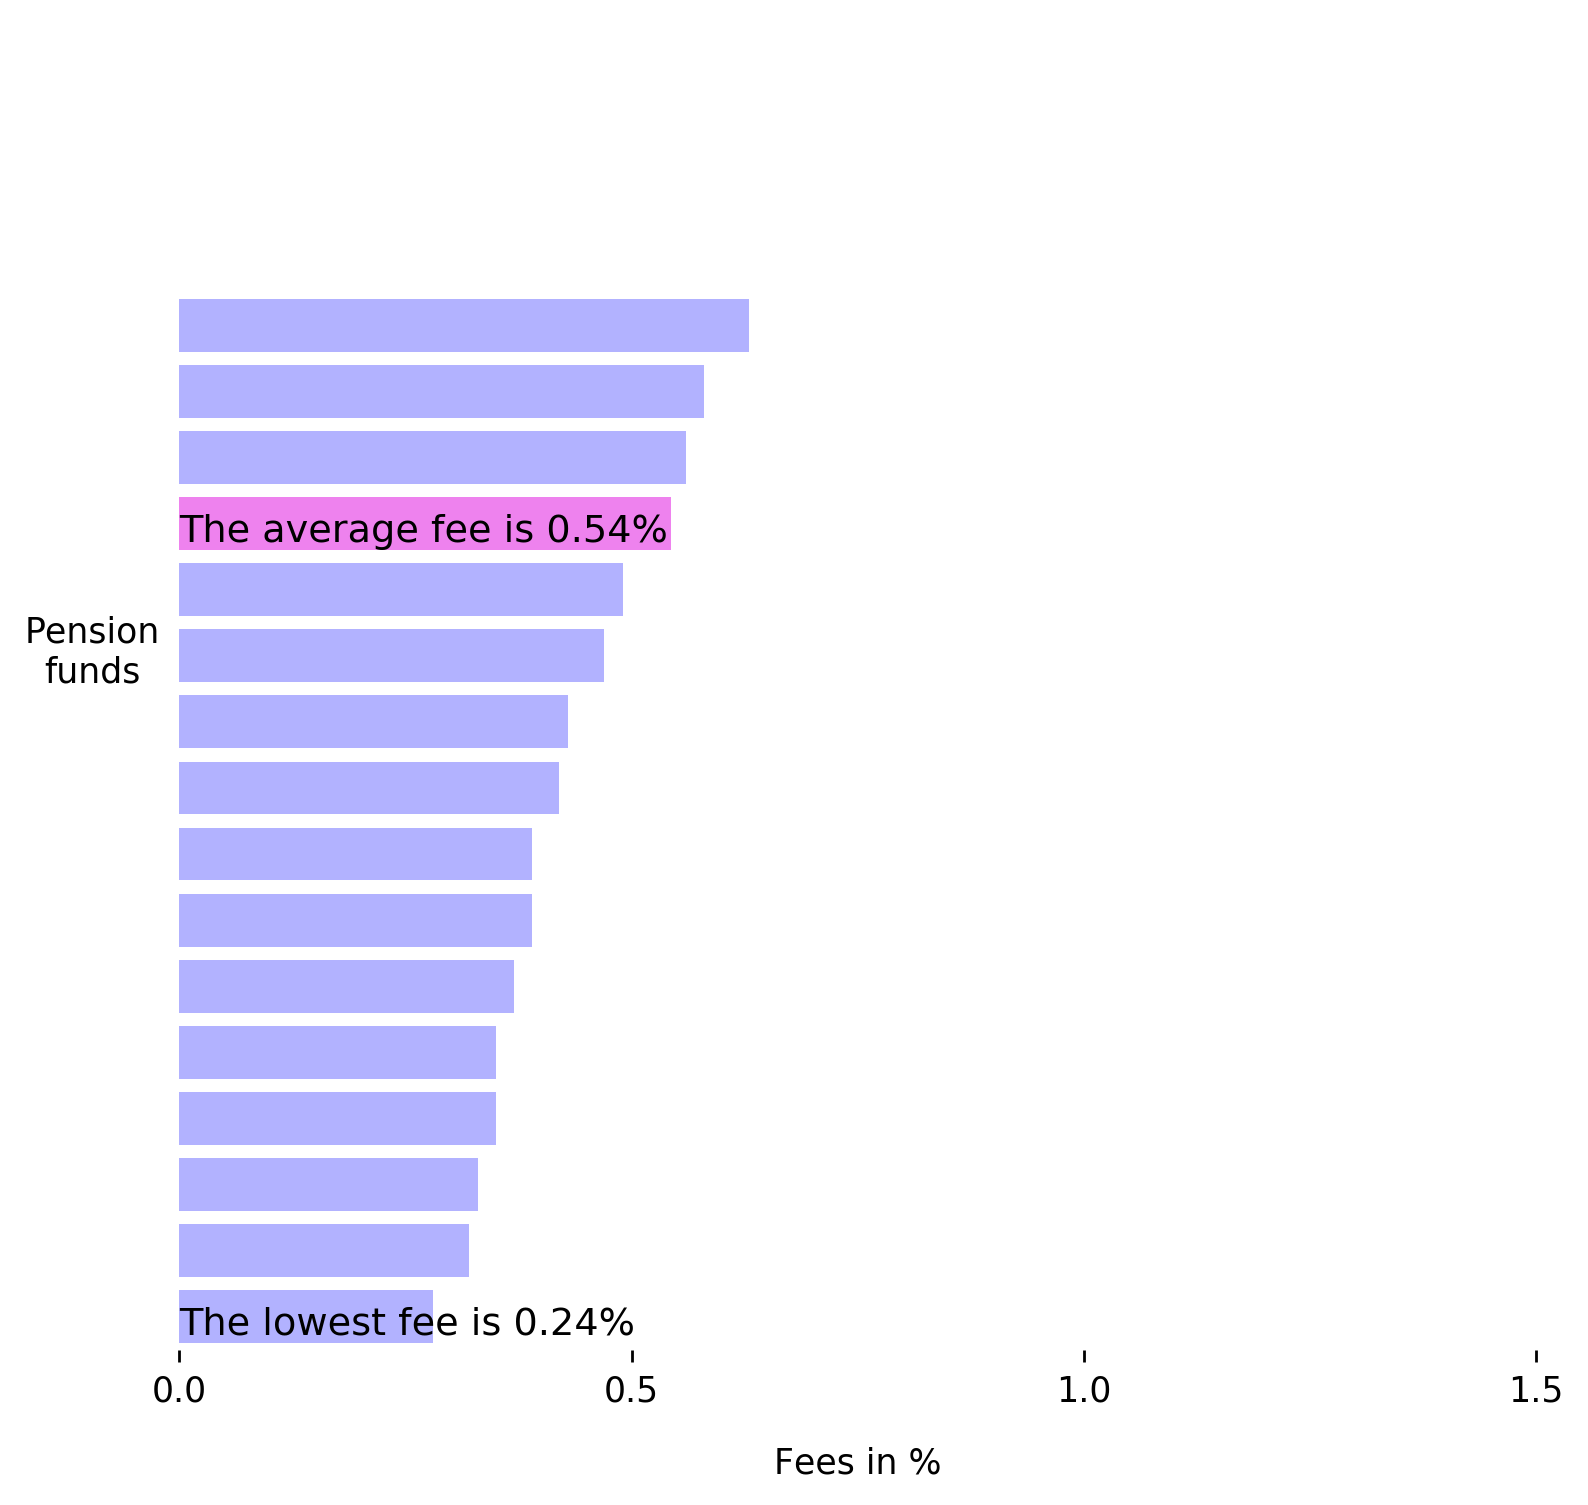 The average fee is 0.54%
Pension
funds
The lowest fee is 0.24%
0.0
0.5
1.0
1.5
Fees in %